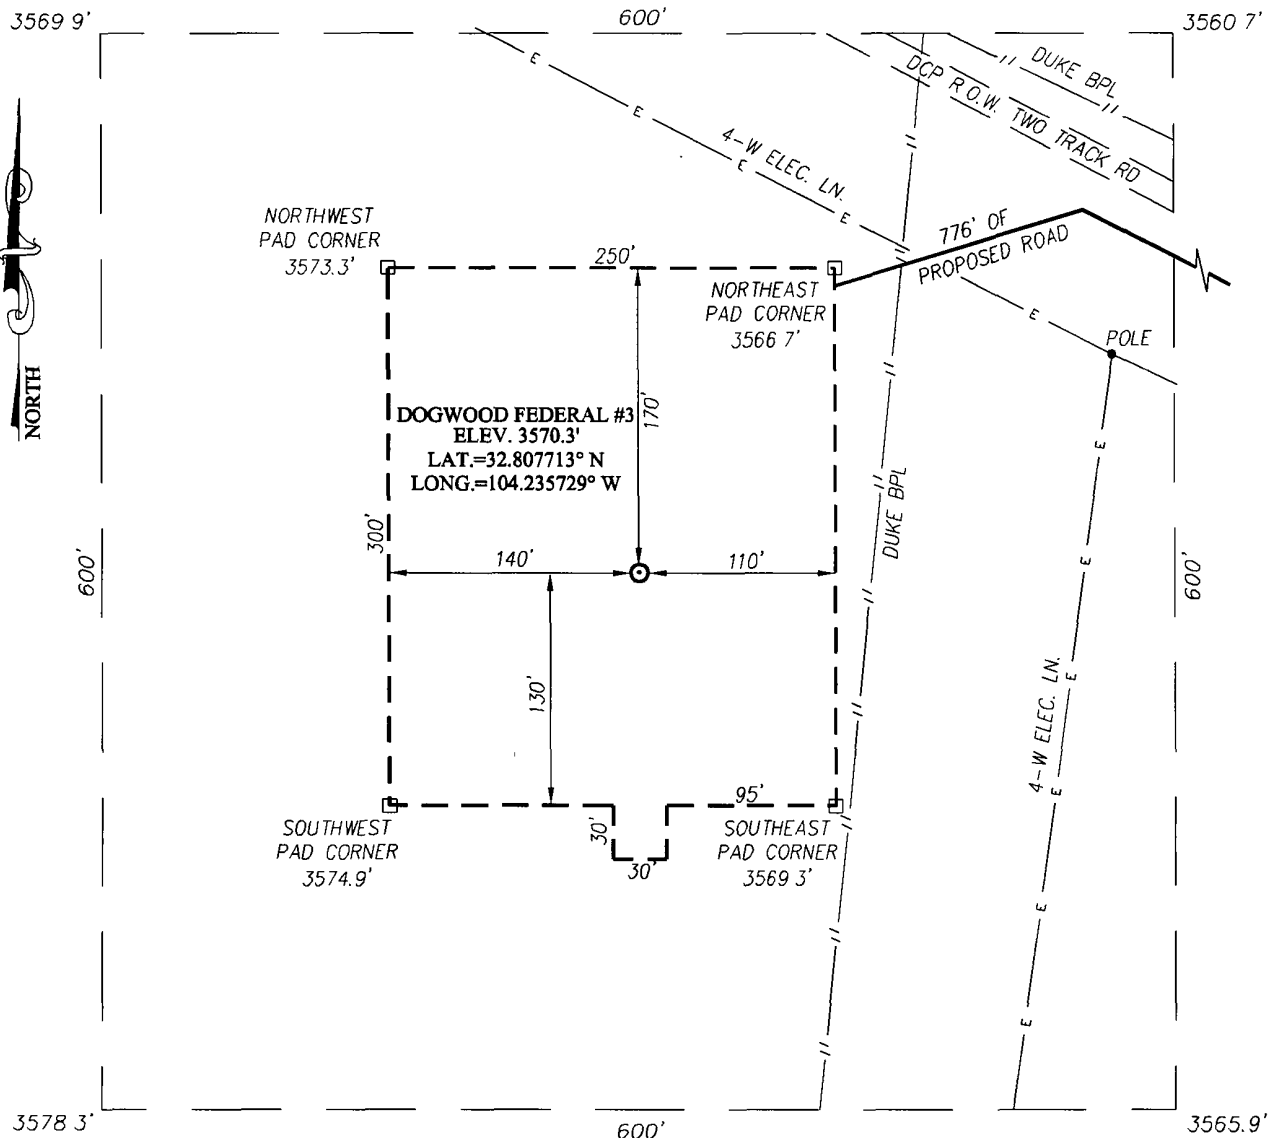 3569 9'
600'
3560 7'
DUKE BPL
DCP R.O.W. TWO TRACK RD
4-W ELEC. LN.
E
E
E
E
NORTHWEST
PAD CORNER
3573.3'
250'
776' OF
PROPOSED ROAD
NORTHEAST
PAD CORNER
3566 7'
E
POLE
NORTH
DOGWOOD FEDERAL #3
ELEV. 3570.3'
LAT.=32.807713° N
LONG.=104.235729° W
170'
E
DUKE BPL
300'
140'
110'
E
600'
600'
130'
4-W ELEC. LN.
E
E
95'
30'
30'
SOUTHWEST
PAD CORNER
3574.9'
SOUTHEAST
PAD CORNER
3569 3'
E
E
3578 3'
600'
3565.9'